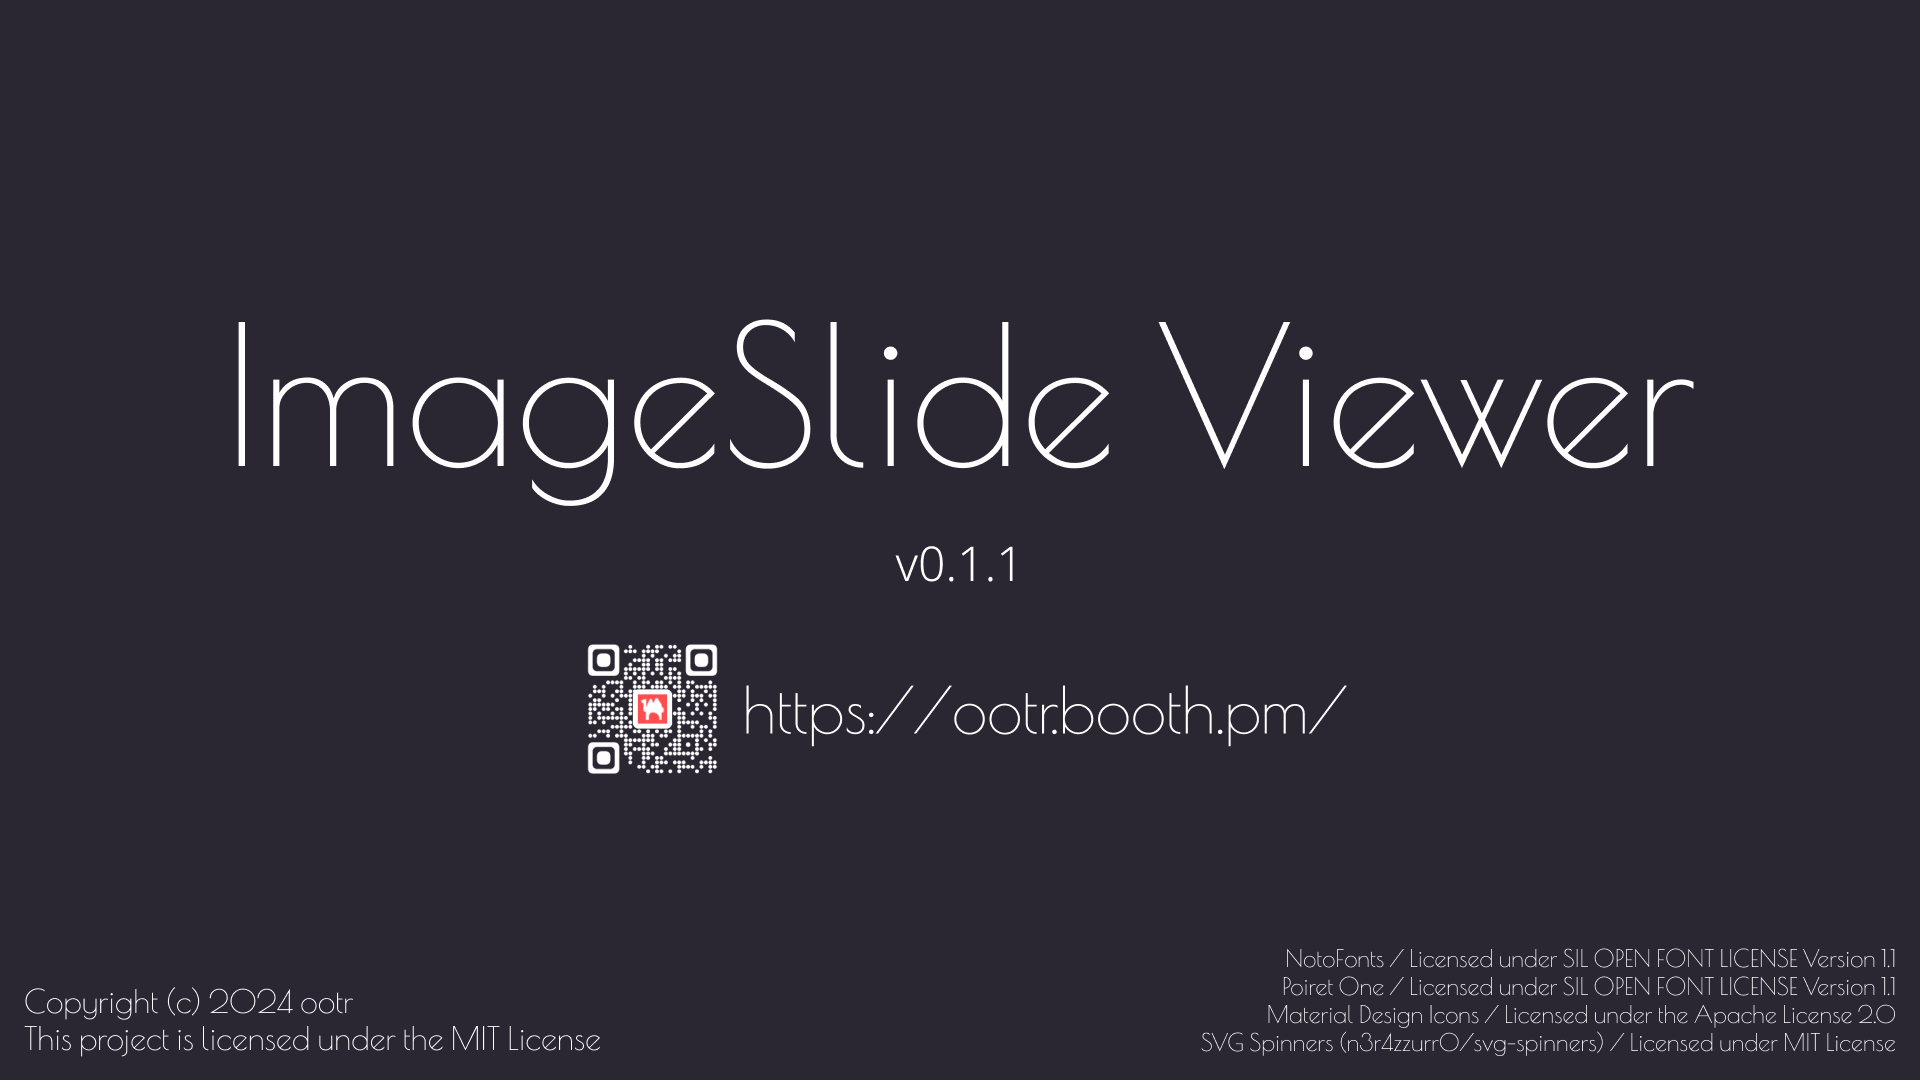 ImageSlide Viewer
v0.1.1
https://ootr.booth.pm/
Copyright (c) 2024 ootr
This project is licensed under the MIT License
NotoFonts / Licensed under SIL OPEN FONT LICENSE Version 1.1
Poiret One / Licensed under SIL OPEN FONT LICENSE Version 1.1
Material Design Icons / Licensed under the Apache License 2.0
SVG Spinners (n3r4zzurr0/svg-spinners) / Licensed under MIT License